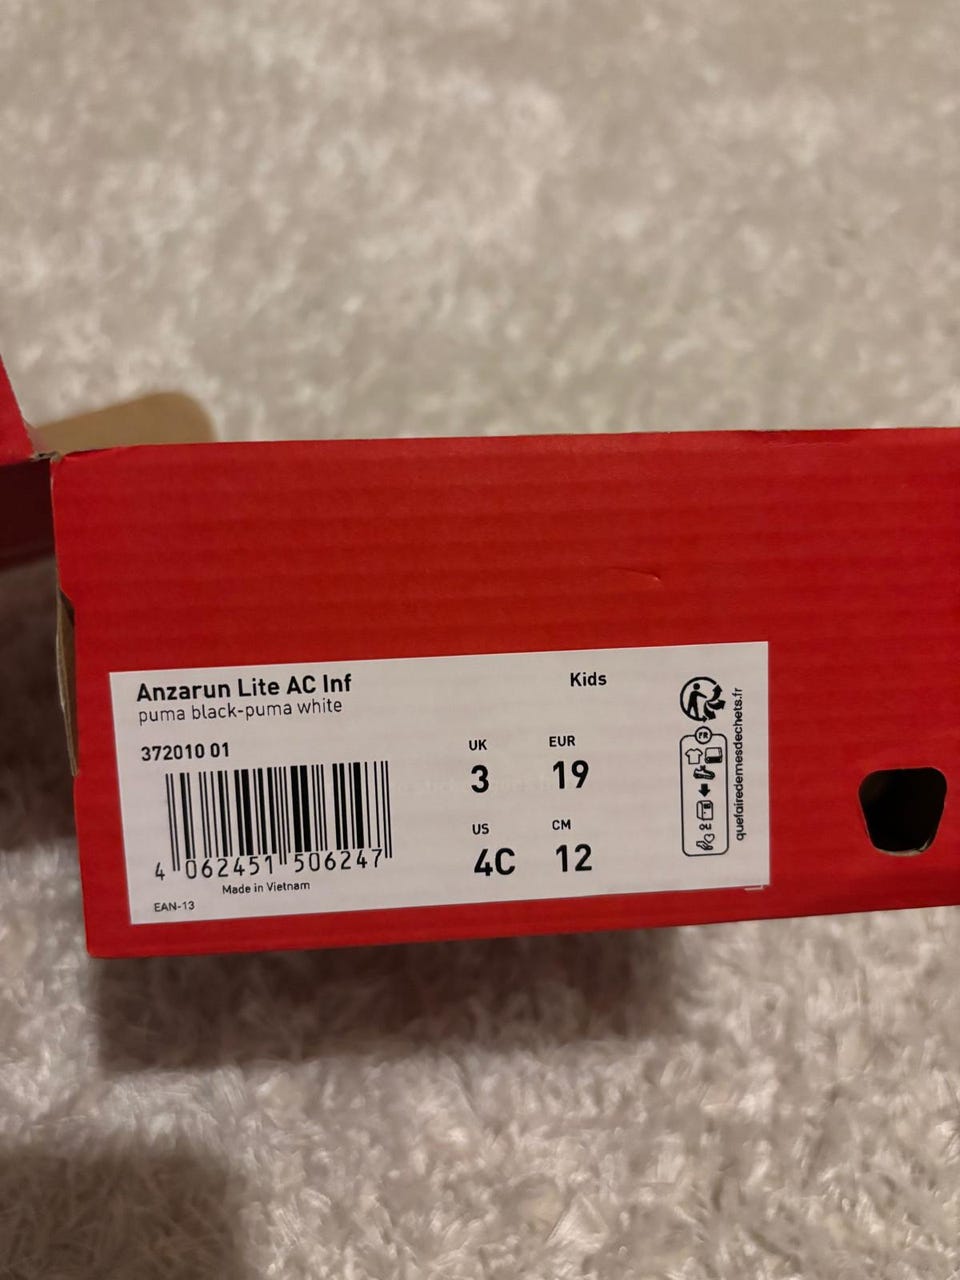 Anzarun Lite AC Inf
puma black-puma white
Kids
372010 01
UK
3
EUR
19
US
4C
CM
12
4 062451 506247
Made in Vietnam
EAN-13
FR
quefairedemesdechets.fr